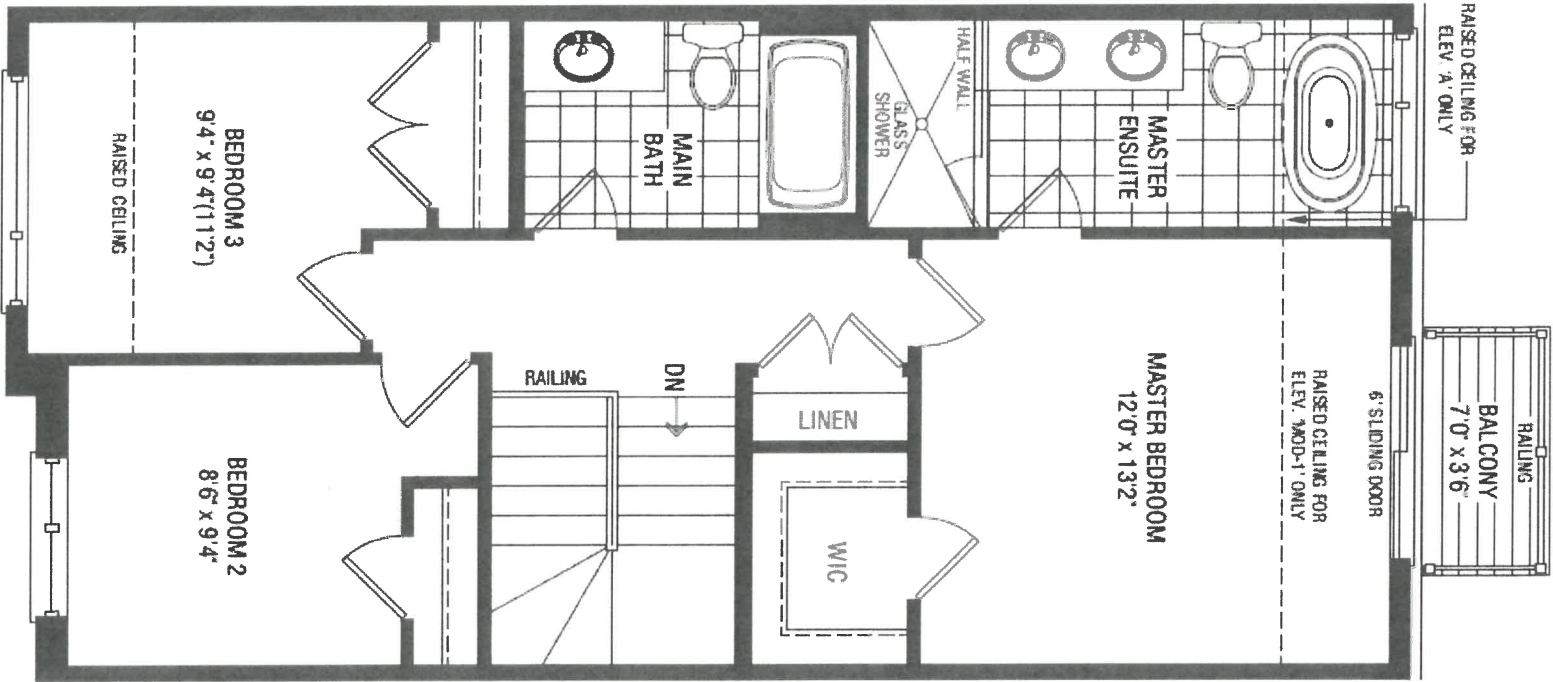 RAISED CEILING FOR
ELEV. 'A' ONLY
RAILING
BALCONY
7'0" x 3'6"
6' SLIDING DOOR
RAISED CEILING FOR
ELEV. 'MOD-1' ONLY
MASTER BEDROOM
12'0" x 13'2"
MASTER
ENSUITE
HALF WALL
GLASS
SHOWER
WIC
LINEN
MAIN
BATH
DN
RAILING
BEDROOM 3
9'4" x 9'4"(11'2")
RAISED CEILING
BEDROOM 2
8'6" x 9'4"